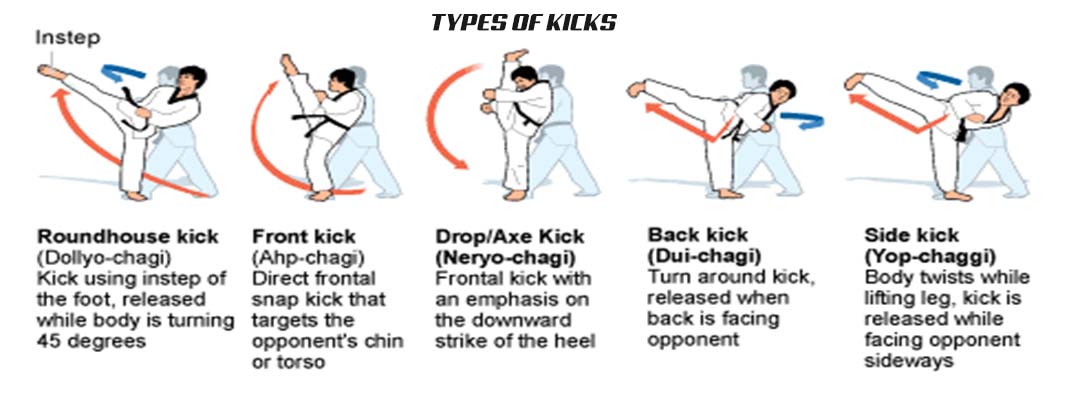 TYPES OF KICKS
Instep
Roundhouse kick
(Dollyo-chagi)
Kick using instep of
the foot, released
while body is turning
45 degrees
Front kick
(Ahp-chagi)
Direct frontal
snap kick that
targets the
opponent's chin
or torso
Drop/Axe Kick
(Neryo-chagi)
Frontal kick with
an emphasis on
the downward
strike of the heel
Back kick
(Dui-chagi)
Turn around kick,
released when
back is facing
opponent
Side kick
(Yop-chaggi)
Body twists while
lifting leg, kick is
released while
facing opponent
sideways